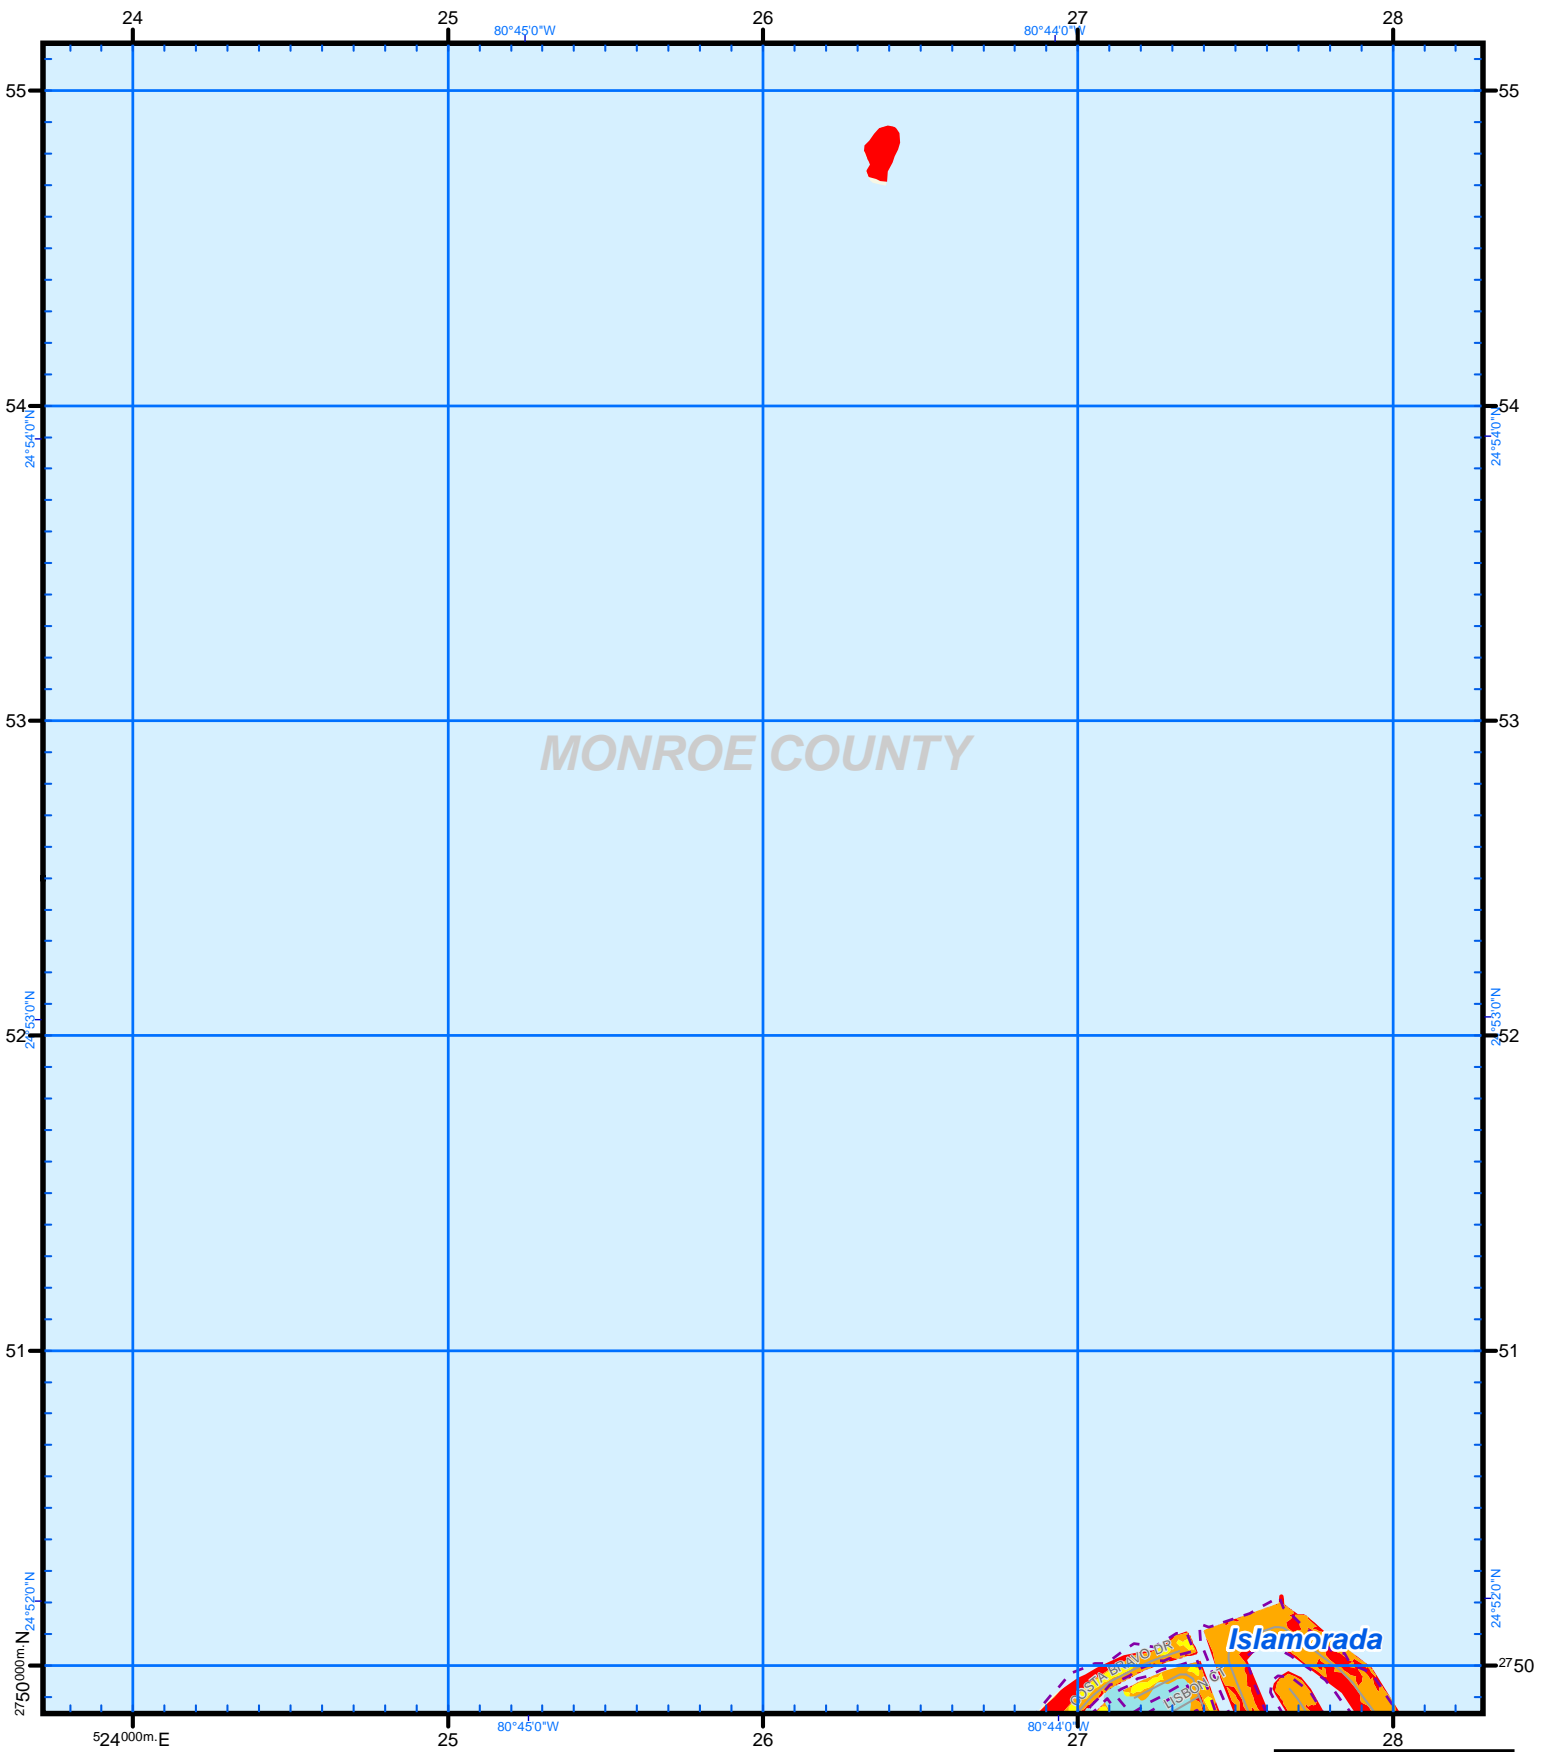 24 25 26 27 28
80°45'0"W 80°44'0"W
55 55
54 54
24°54'0"N 24°54'0"N
53 53
MONROE COUNTY
24°53'0"N 24°53'0"N
52 52
51 51
24°52'0"N 24°52'0"N
Islamorada
COSTA BRAVO DR
LISBON CT
2750000m.N 2750
80°45'0"W 80°44'0"W
524000m.E 25 26 27 28